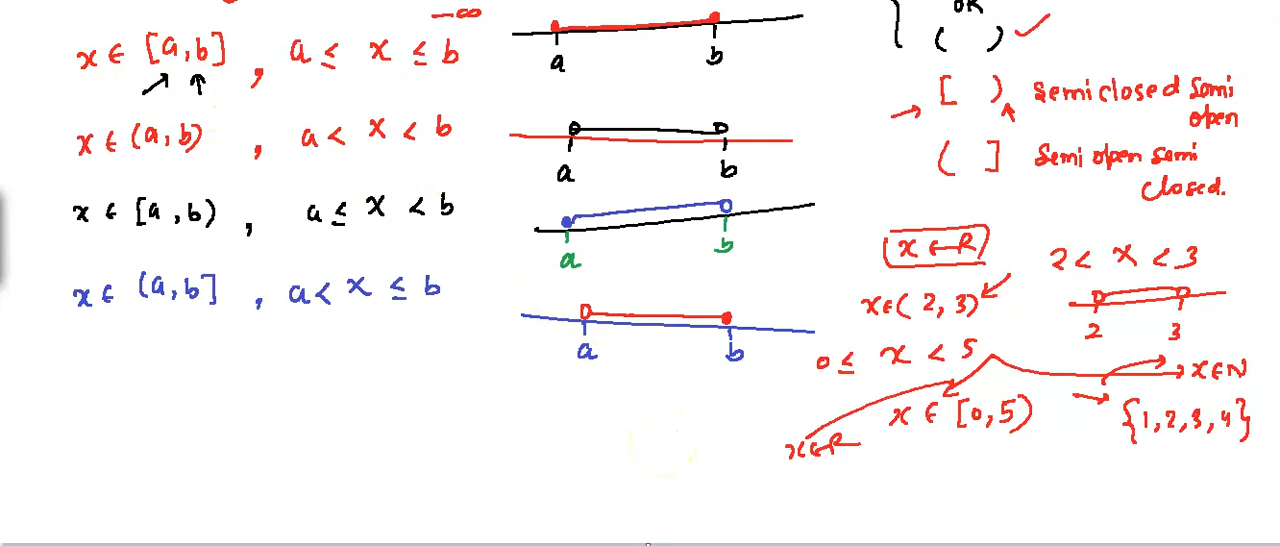 -∞
x ∈ [a, b] , a ≤ x ≤ b
a b
x ∈ (a, b) , a < x < b
a b
x ∈ [a, b) , a ≤ x < b
a b
x ∈ (a, b] , a < x ≤ b
a b
OR
( )
[ ) Semi closed Semi
open
( ] Semi open Semi
closed.
x ∈ R
2 < x < 3
x ∈ (2, 3)
2 3
0 ≤ x < 5
x ∈ N
x ∈ [0, 5)
{1, 2, 3, 4}
x ∈ R